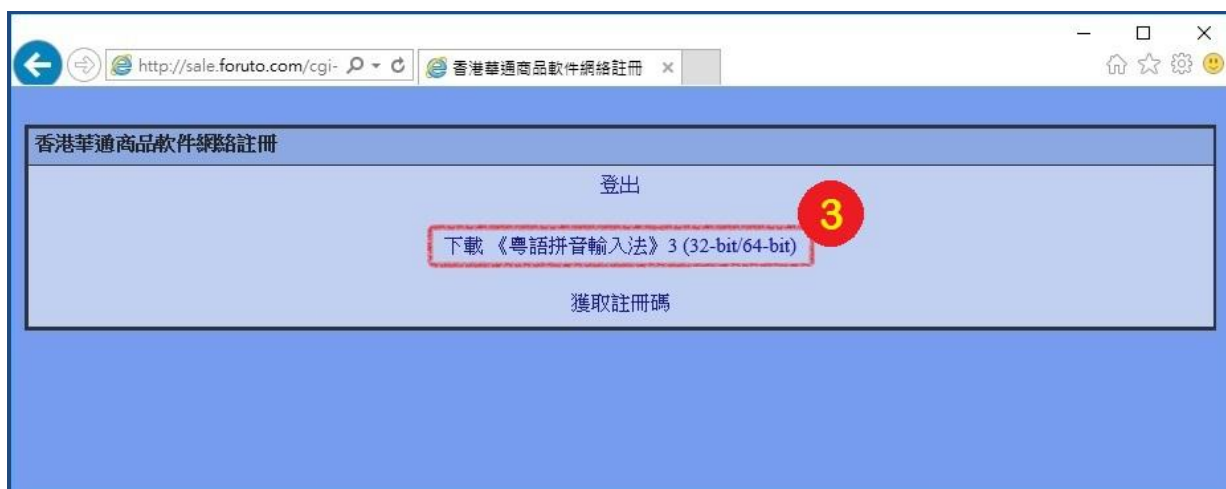 http://sale.foruto.com/cgi-
香港華通商品軟件網絡註冊
香港華通商品軟件網絡註冊
登出
3
下載 《粵語拼音輸入法》3 (32-bit/64-bit)
獲取註冊碼